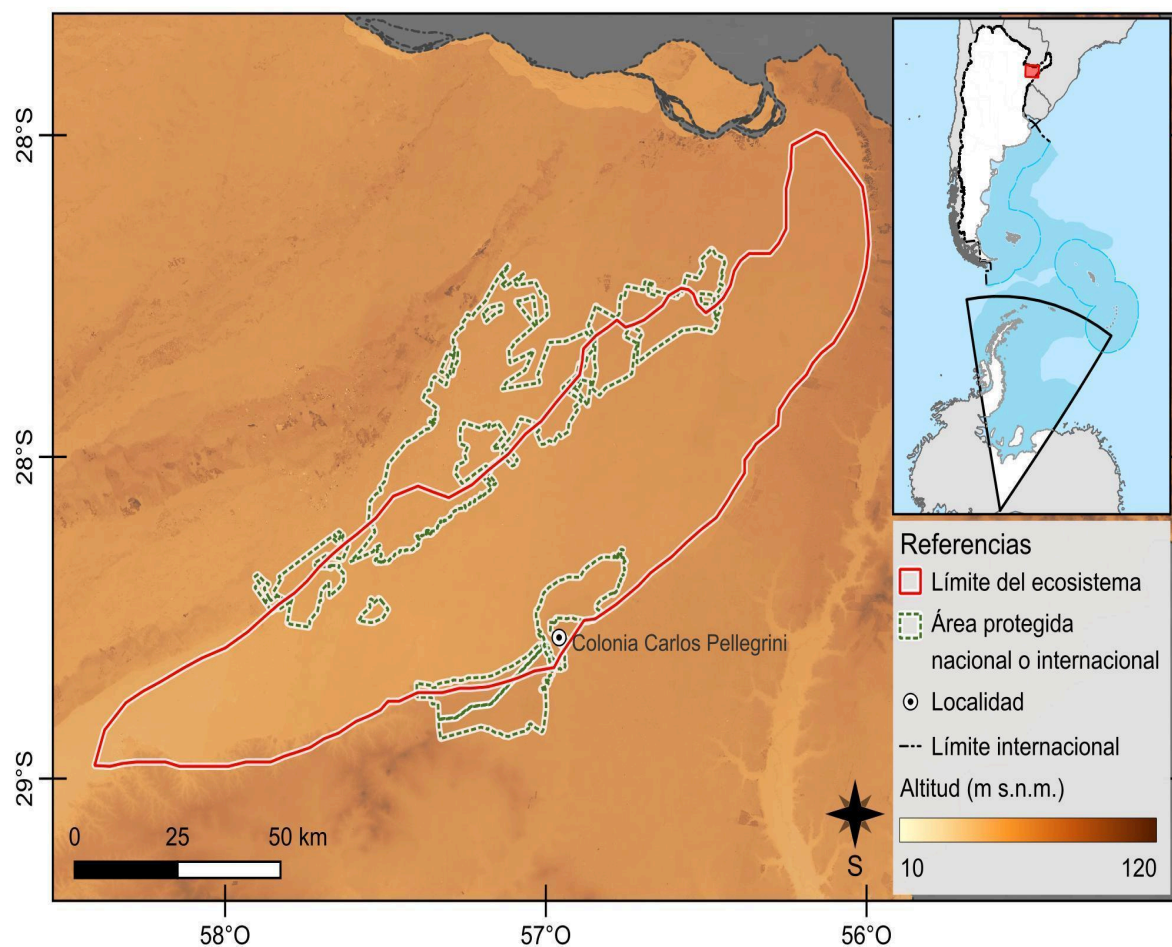 28°S
28°S
29°S
58°O
57°O
56°O
Colonia Carlos Pellegrini
0 25 50 km
S
Referencias
Límite del ecosistema
Área protegida
nacional o internacional
Localidad
Límite internacional
Altitud (m s.n.m.)
10 120